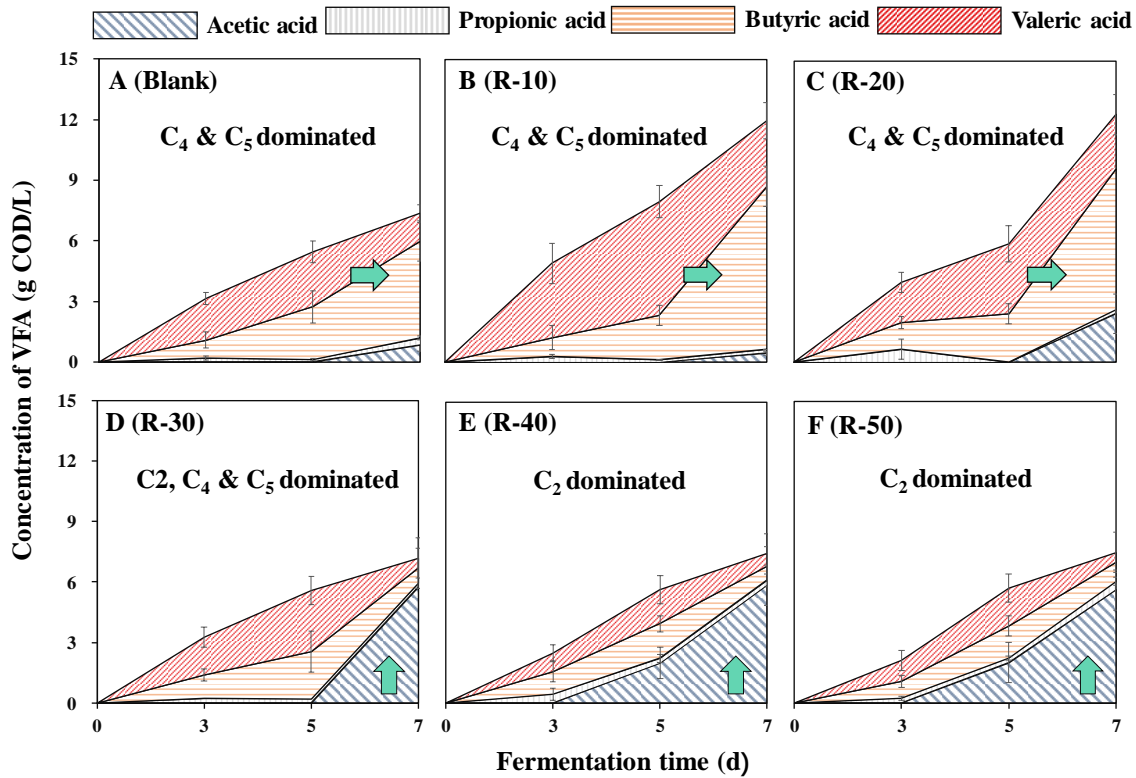 Acetic acid Propionic acid Butyric acid Valeric acid
Concentration of VFA (g COD/L)
15
12
9
6
3
0
A (Blank)
C₄ & C₅ dominated
B (R-10)
C₄ & C₅ dominated
C (R-20)
C₄ & C₅ dominated
15
12
9
6
3
0
D (R-30)
C2, C₄ & C₅ dominated
E (R-40)
C₂ dominated
F (R-50)
C₂ dominated
0 3 5 7
0 3 5 7
0 3 5 7
Fermentation time (d)